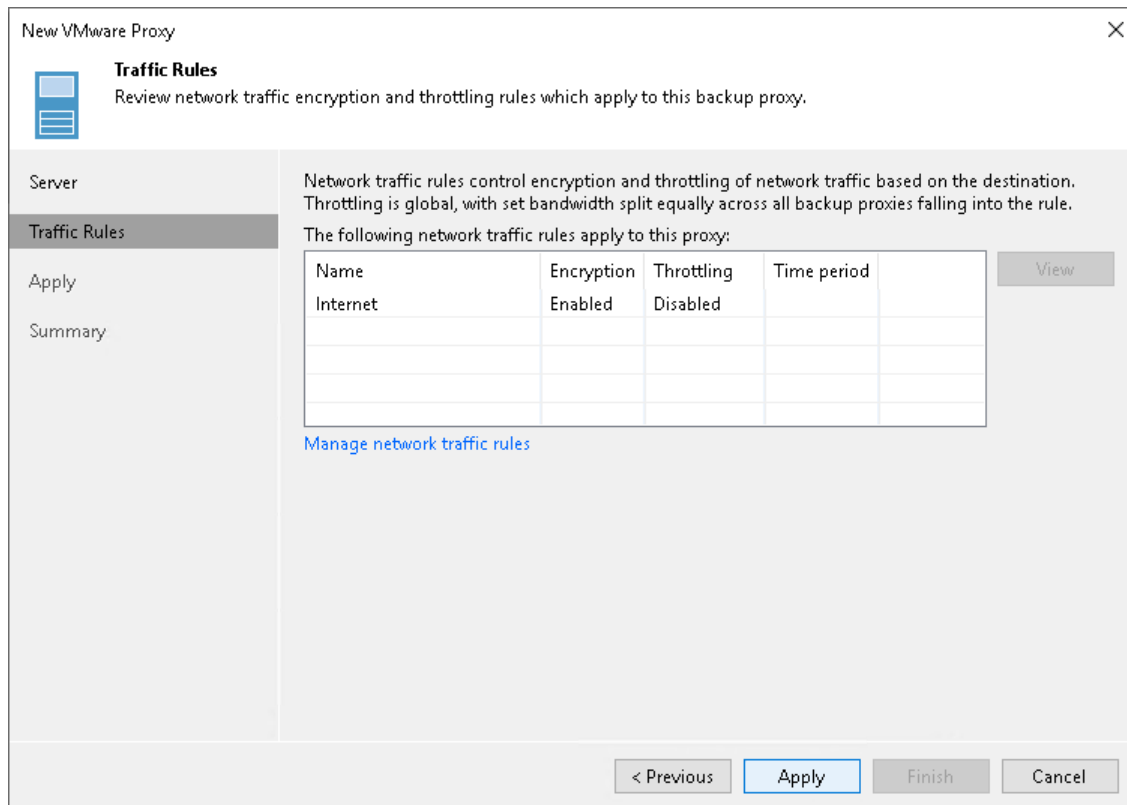 New VMware Proxy
Traffic Rules
Review network traffic encryption and throttling rules which apply to this backup proxy.
Server
Traffic Rules
Apply
Summary
Network traffic rules control encryption and throttling of network traffic based on the destination.
Throttling is global, with set bandwidth split equally across all backup proxies falling into the rule.
The following network traffic rules apply to this proxy:
Name Encryption Throttling Time period
Internet Enabled Disabled
View
Manage network traffic rules
< Previous Apply Finish Cancel